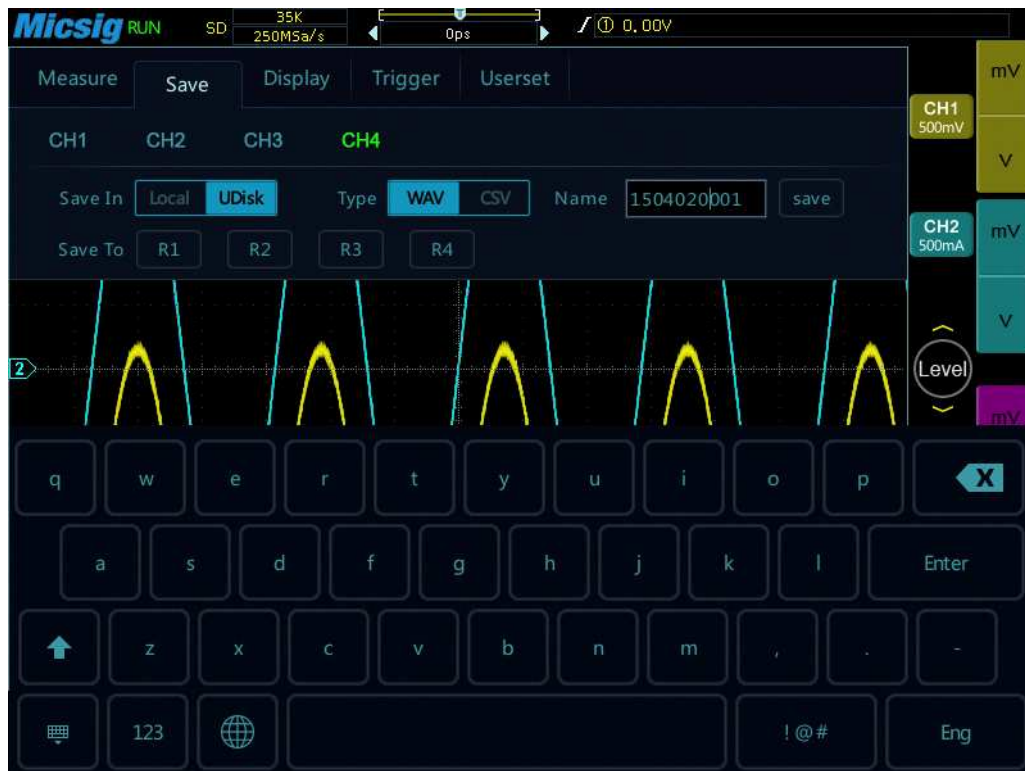 Micsig RUN SD 35K 250MSa/s 0ps ① 0.00V
Measure Save Display Trigger Userset
mV
CH1
500mV
V
CH1 CH2 CH3 CH4
Save In Local UDisk Type WAV CSV Name 1504020001 save
Save To R1 R2 R3 R4
CH2
500mA
mV
V
2
Level
mV
q w e r t y u i o p X
a s d f g h j k l Enter
z x c v b n m , . -
123 !@# Eng